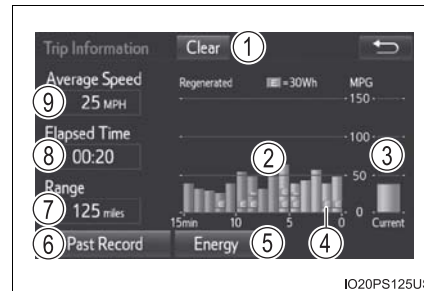 Trip Information Clear 1
Average Speed Regenerated E =30Wh MPG
9 25 MPH 150
Elapsed Time 100
8 00:20 2 3
Range 50
7 125 miles 0
15min 10 5 0 Current
6 Past Record Energy 5 4
IO20PS125US